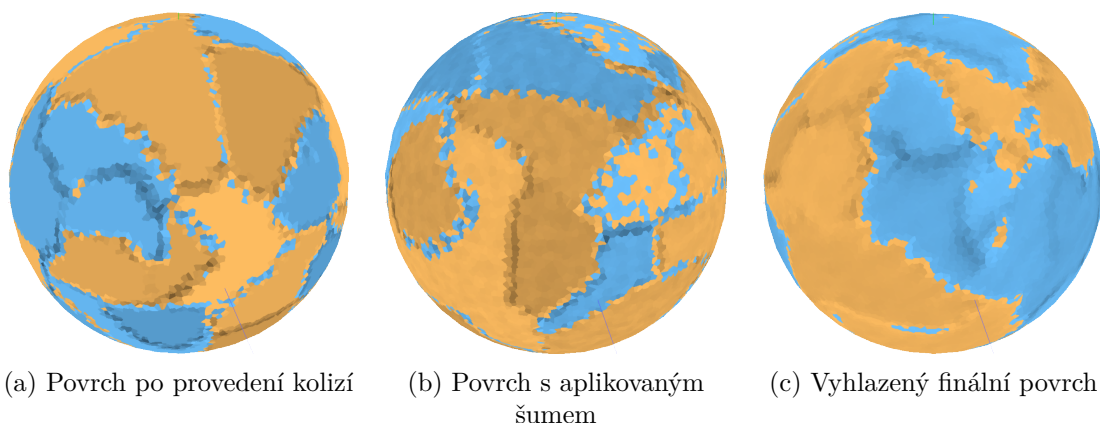 (a) Povrch po provedení kolizí
(b) Povrch s aplikovaným
šumem
(c) Vyhlazený finální povrch